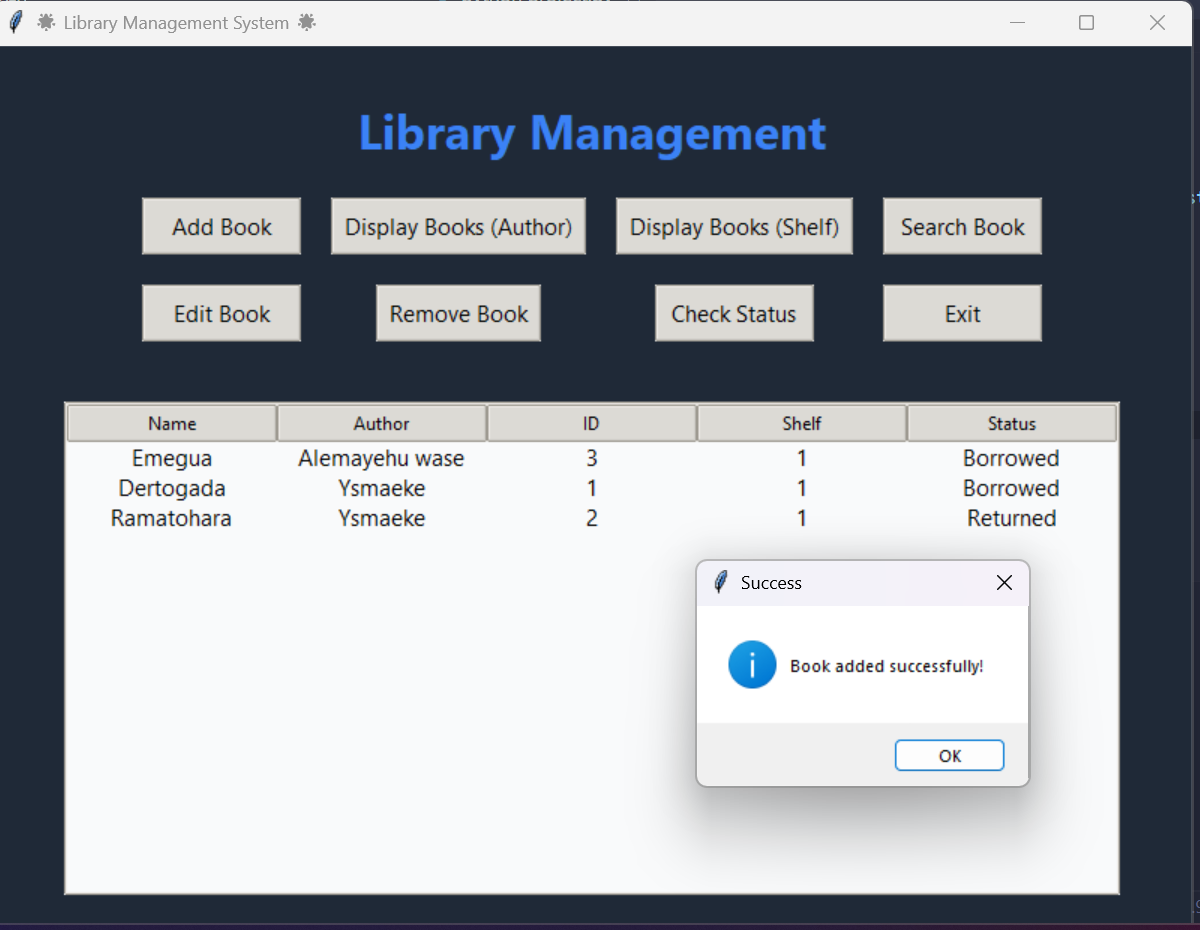 Library Management System
Library Management
Add Book Display Books (Author) Display Books (Shelf) Search Book
Edit Book Remove Book Check Status Exit
Name Author ID Shelf Status
Emegua Alemayehu wase 3 1 Borrowed
Dertogada Ysmaeke 1 1 Borrowed
Ramatohara Ysmaeke 2 1 Returned
Success
Book added successfully!
OK